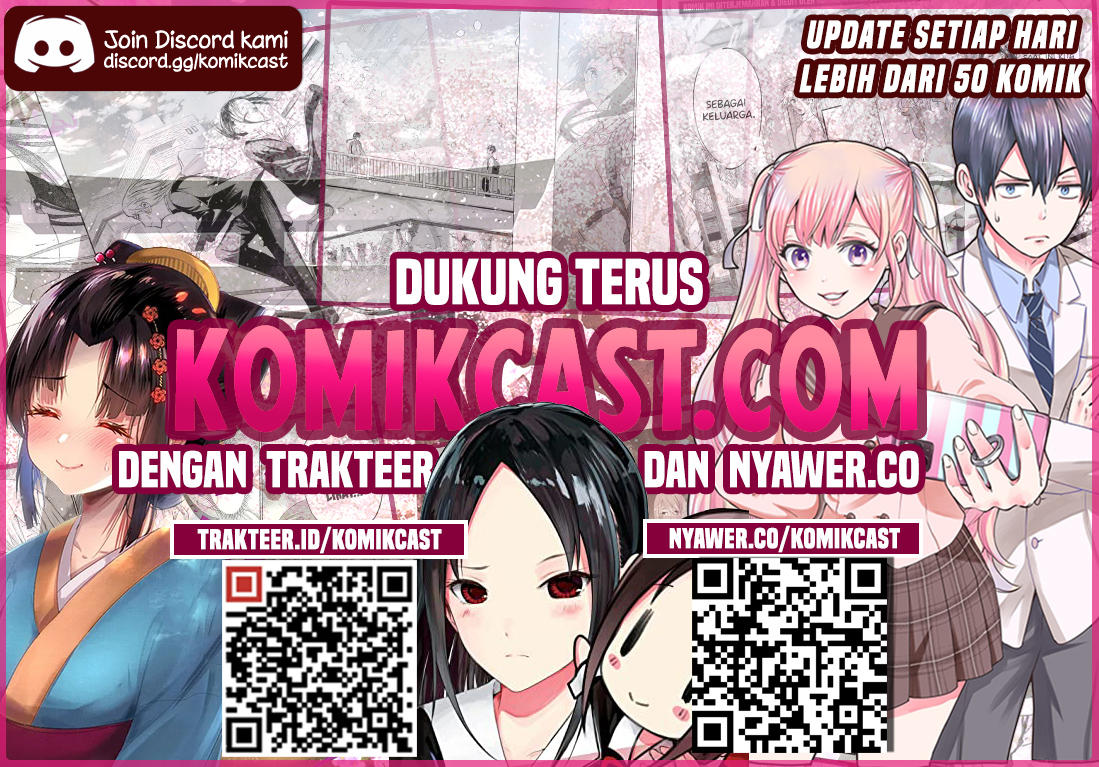 Join Discord kami
discord.gg/komikcast
UPDATE SETIAP HARI
LEBIH DARI 50 KOMIK
SEBAGAI
KELUARGA.
DUKUNG TERUS
KOMIKCAST.COM
DENGAN TRAKTEER
DAN NYAWER.CO
TRAKTEER.ID/KOMIKCAST
NYAWER.CO/KOMIKCAST